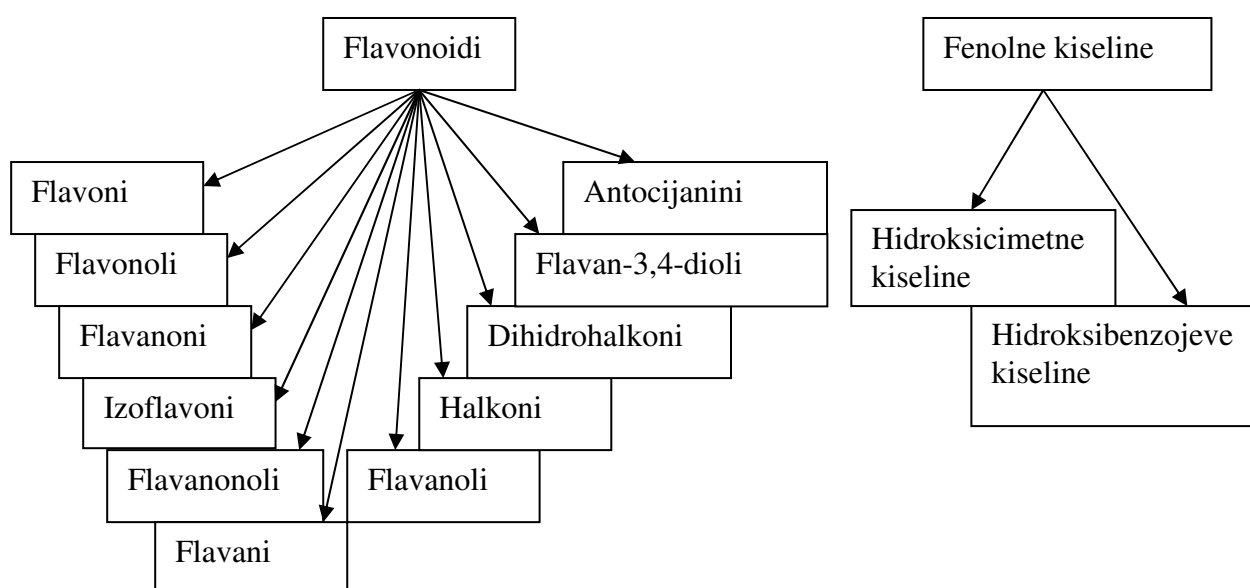 Flavonoidi
Fenolne kiseline
Flavoni
Antocijanini
Flavonoli
Flavan-3,4-dioli
Hidroksicimetne
kiseline
Flavanoni
Dihidrohalkoni
Hidroksibenzojeve
kiseline
Izoflavoni
Halkoni
Flavanonoli
Flavanoli
Flavani